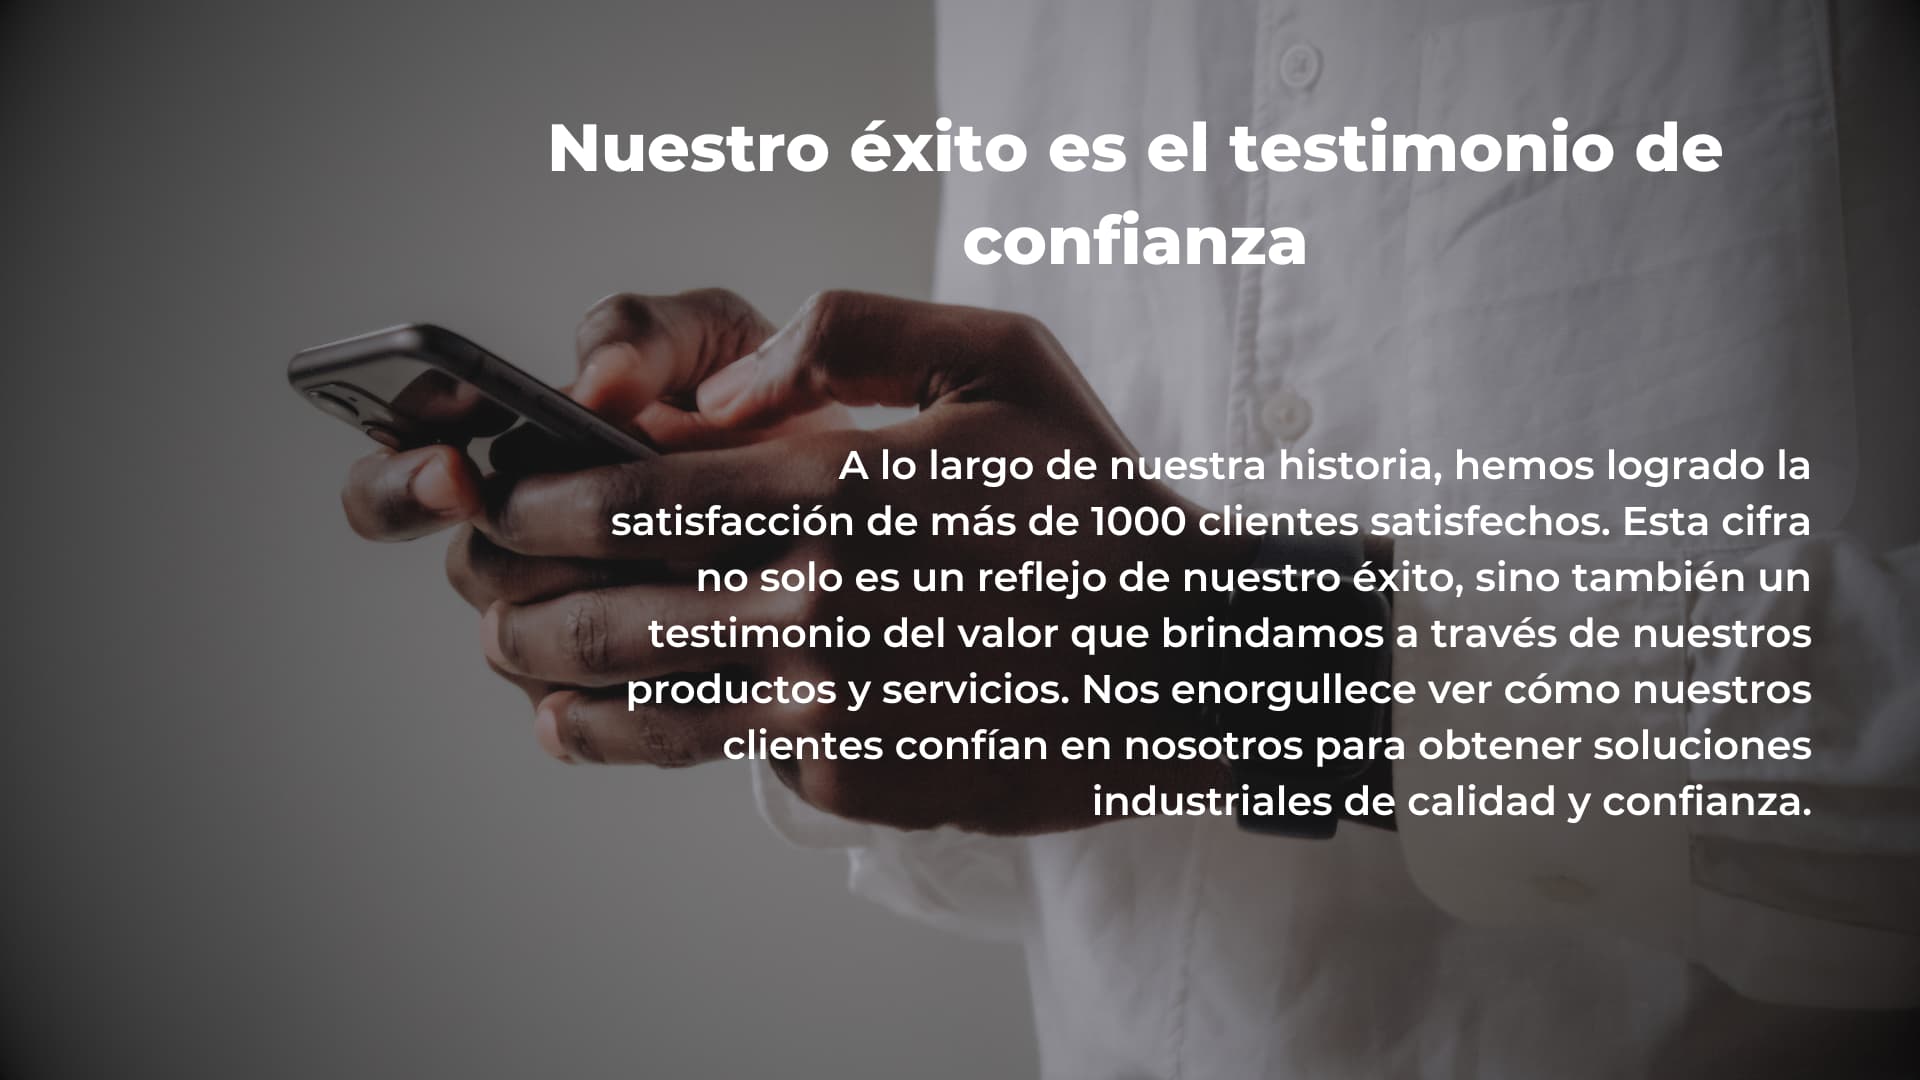 Nuestro éxito es el testimonio de
confianza
A lo largo de nuestra historia, hemos logrado la
satisfacción de más de 1000 clientes satisfechos. Esta cifra
no solo es un reflejo de nuestro éxito, sino también un
testimonio del valor que brindamos a través de nuestros
productos y servicios. Nos enorgullece ver cómo nuestros
clientes confían en nosotros para obtener soluciones
industriales de calidad y confianza.